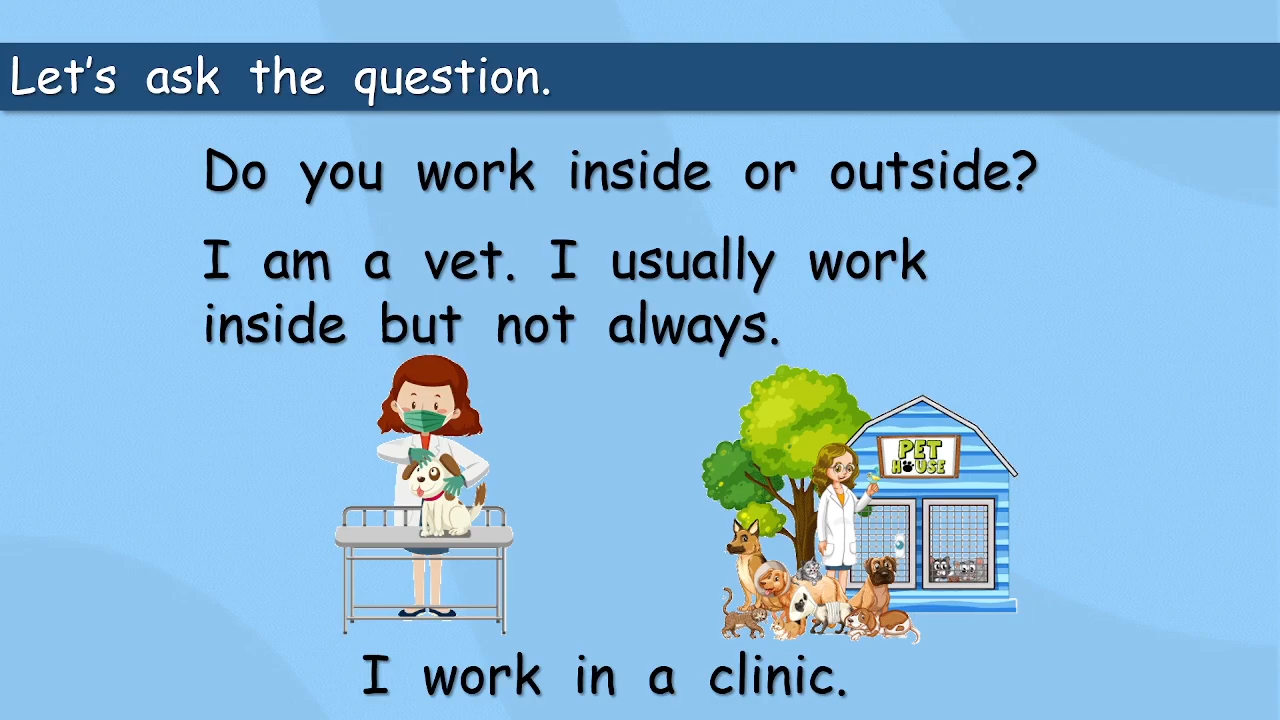 Let's ask the question.
Do you work inside or outside?
I am a vet. I usually work
inside but not always.
PET
HOUSE
I work in a clinic.